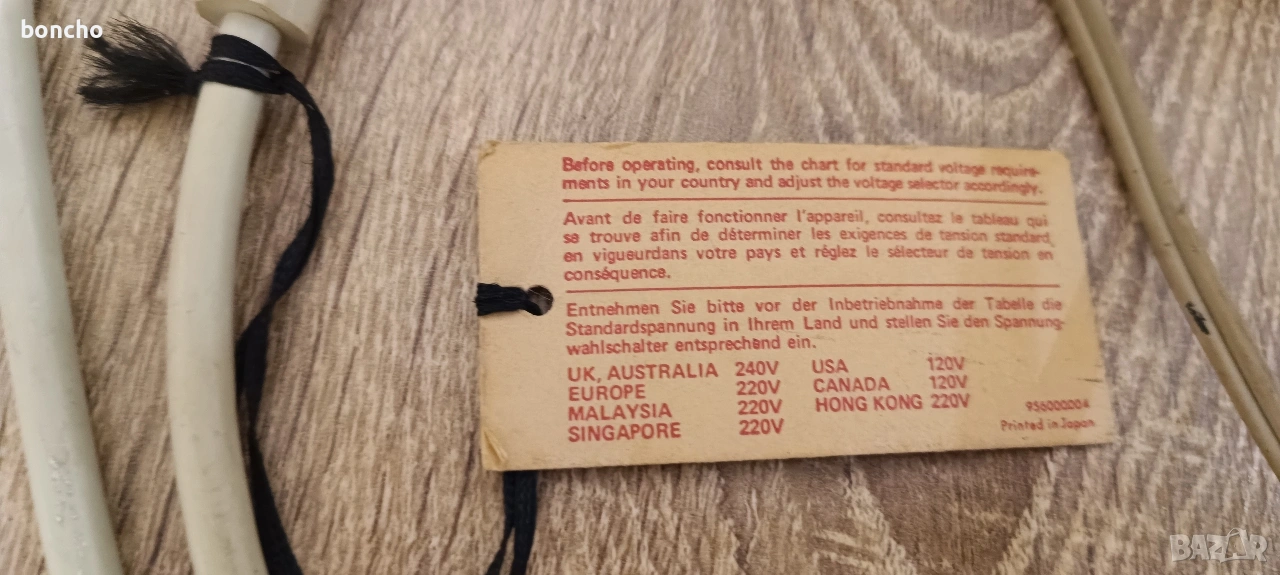 boncho
Before operating, consult the chart for standard voltage require-
ments in your country and adjust the voltage selector accordingly.
Avant de faire fonctionner l'appareil, consultez le tableau qui
se trouve afin de déterminer les exigences de tension standard,
en vigueurdans votre pays et réglez le sélecteur de tension en
conséquence.
Entnehmen Sie bitte vor der Inbetriebnahme der Tabelle die
Standardspannung in Ihrem Land und stellen Sie den Spannung-
wahlschalter entsprechend ein.
UK, AUSTRALIA 240V USA 120V
EUROPE 220V CANADA 120V
MALAYSIA 220V HONG KONG 220V
SINGAPORE 220V
956000004
Printed in Japan
BAZAR